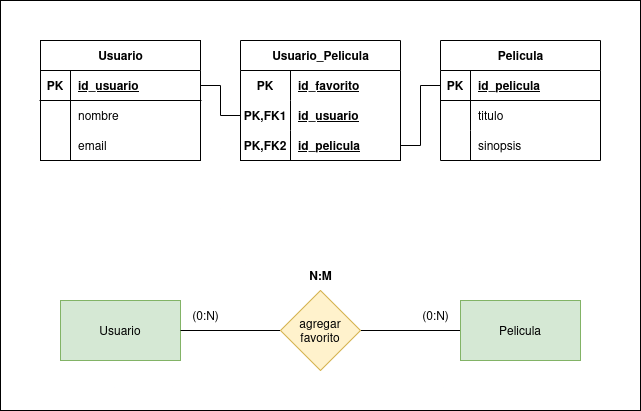 Usuario
PK id_usuario
nombre
email
Usuario_Pelicula
PK id_favorito
PK,FK1 id_usuario
PK,FK2 id_pelicula
Pelicula
PK id_pelicula
titulo
sinopsis
N:M
Usuario
(0:N)
agregar
favorito
(0:N)
Pelicula